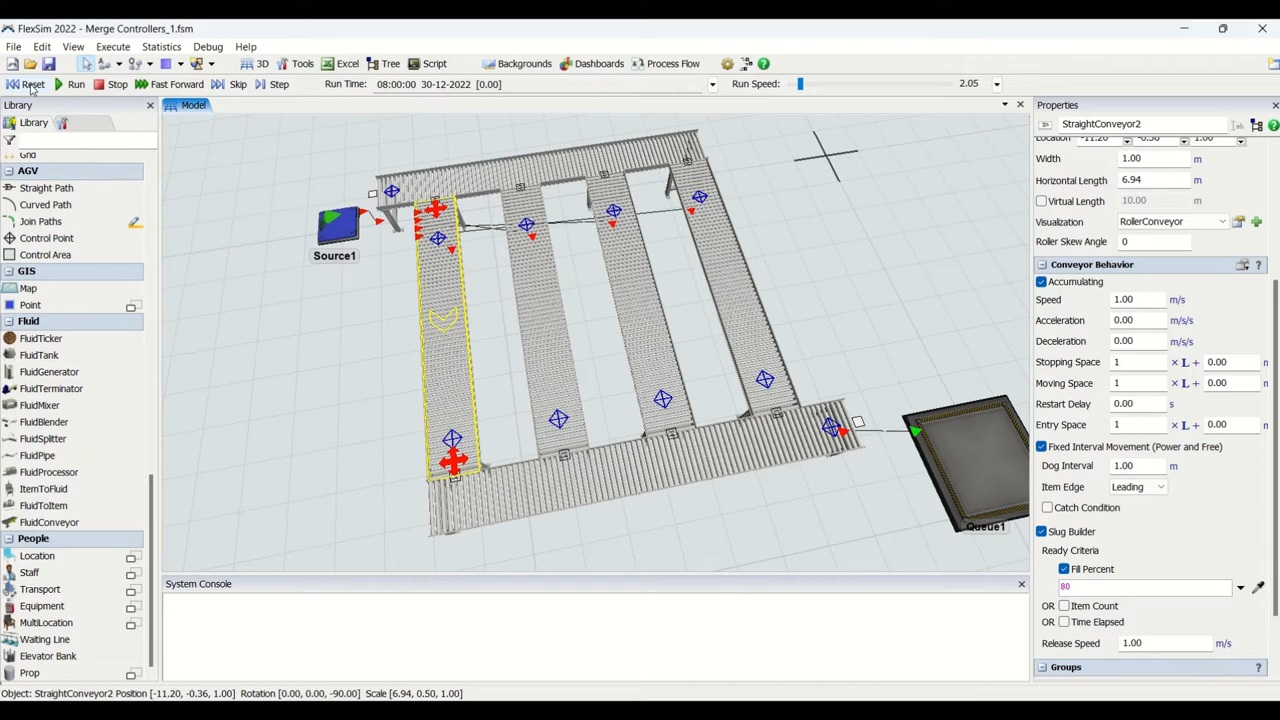 FlexSim 2022 - Merge Controllers_1.fsm
File Edit View Execute Statistics Debug Help
3D Tools Excel Tree Script Backgrounds Dashboards Process Flow
Reset Run Stop Fast Forward Skip Step Run Time: 08:00:00 30-12-2022 [0.00] Run Speed: 2.05
Library
Library
Grid
AGV
Straight Path
Curved Path
Join Paths
Control Point
Control Area
GIS
Map
Point
Fluid
FluidTicker
FluidTank
FluidGenerator
FluidTerminator
FluidMixer
FluidBlender
FluidSplitter
FluidPipe
FluidProcessor
ItemToFluid
FluidToItem
FluidConveyor
People
Location
Staff
Transport
Equipment
MultiLocation
Waiting Line
Elevator Bank
Prop
Model
Source1
Queue1
System Console
Properties
StraightConveyor2
Location -11.20 -0.36 1.00 m
Width 1.00 m
Horizontal Length 6.94 m
Virtual Length 10.00 m
Visualization RollerConveyor
Roller Skew Angle 0
Conveyor Behavior ?
Accumulating
Speed 1.00 m/s
Acceleration 0.00 m/s/s
Deceleration 0.00 m/s/s
Stopping Space 1 × L + 0.00
Moving Space 1 × L + 0.00
Restart Delay 0.00 s
Entry Space 1 × L + 0.00
Fixed Interval Movement (Power and Free)
Dog Interval 1.00 m
Item Edge Leading
Catch Condition
Slug Builder
Ready Criteria
Fill Percent
80
OR Item Count
OR Time Elapsed
Release Speed 1.00 m/s
Groups ?
Object: StraightConveyor2 Position [-11.20, -0.36, 1.00] Rotation [0.00, 0.00, -90.00] Scale [6.94, 0.50, 1.00]